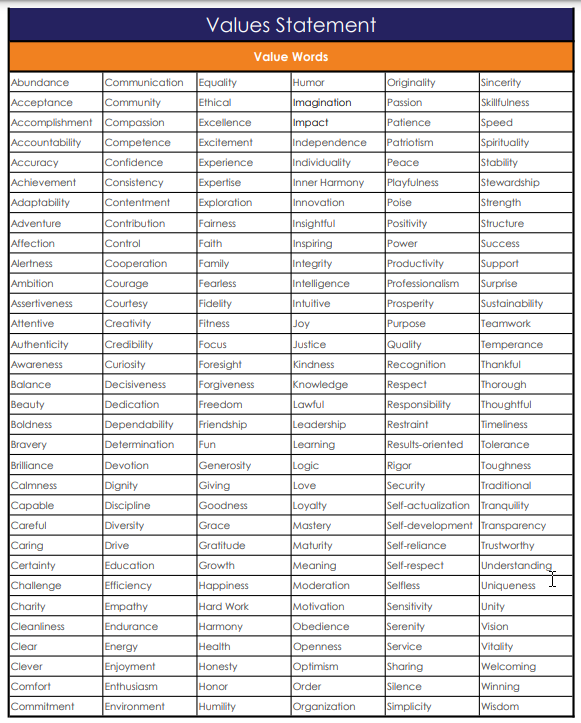 Values Statement
Value Words
Abundance Communication Equality Humor Originality Sincerity
Acceptance Community Ethical Imagination Passion Skillfulness
Accomplishment Compassion Excellence Impact Patience Speed
Accountability Competence Excitement Independence Patriotism Spirituality
Accuracy Confidence Experience Individuality Peace Stability
Achievement Consistency Expertise Inner Harmony Playfulness Stewardship
Adaptability Contentment Exploration Innovation Poise Strength
Adventure Contribution Fairness Insightful Positivity Structure
Affection Control Faith Inspiring Power Success
Alertness Cooperation Family Integrity Productivity Support
Ambition Courage Fearless Intelligence Professionalism Surprise
Assertiveness Courtesy Fidelity Intuitive Prosperity Sustainability
Attentive Creativity Fitness Joy Purpose Teamwork
Authenticity Credibility Focus Justice Quality Temperance
Awareness Curiosity Foresight Kindness Recognition Thankful
Balance Decisiveness Forgiveness Knowledge Respect Thorough
Beauty Dedication Freedom Lawful Responsibility Thoughtful
Boldness Dependability Friendship Leadership Restraint Timeliness
Bravery Determination Fun Learning Results-oriented Tolerance
Brilliance Devotion Generosity Logic Rigor Toughness
Calmness Dignity Giving Love Security Traditional
Capable Discipline Goodness Loyalty Self-actualization Tranquility
Careful Diversity Grace Mastery Self-development Transparency
Caring Drive Gratitude Maturity Self-reliance Trustworthy
Certainty Education Growth Meaning Self-respect Understanding
Challenge Efficiency Happiness Moderation Selfless Uniqueness
Charity Empathy Hard Work Motivation Sensitivity Unity
Cleanliness Endurance Harmony Obedience Serenity Vision
Clear Energy Health Openness Service Vitality
Clever Enjoyment Honesty Optimism Sharing Welcoming
Comfort Enthusiasm Honor Order Silence Winning
Commitment Environment Humility Organization Simplicity Wisdom